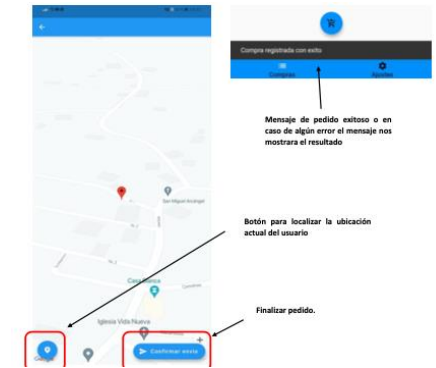 Compra registrada con exito
Compras
Ajustes
Mensaje de pedido exitoso o en
caso de algún error el mensaje nos
mostrara el resultado
San Miguel Arcángel
Botón para localizar la ubicación
actual del usuario
Casa Blanca
Finalizar pedido.
Iglesia Vida Nueva
Google
Confirmar envío